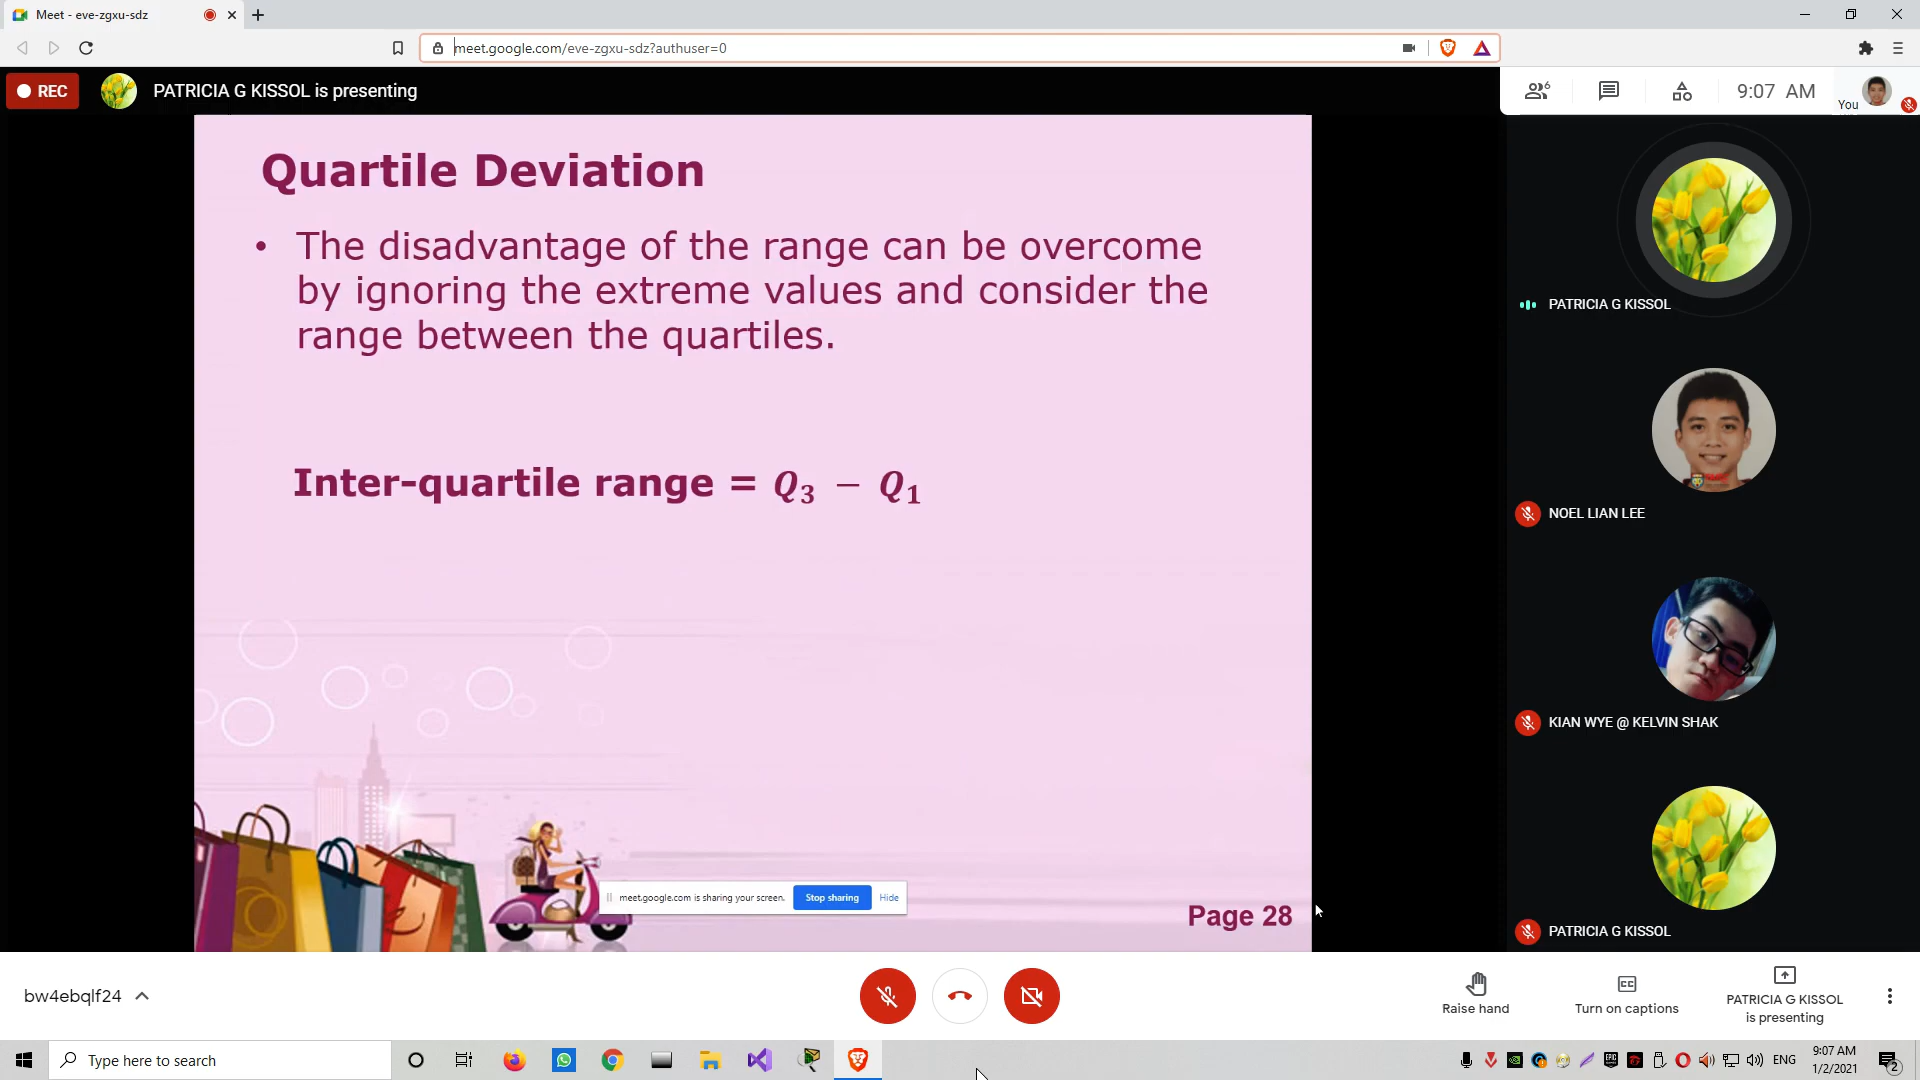 Meet - eve-zgxu-sdz
meet.google.com/eve-zgxu-sdz?authuser=0
REC
PATRICIA G KISSOL is presenting
6
9:07 AM
You
Quartile Deviation
• The disadvantage of the range can be overcome
by ignoring the extreme values and consider the
range between the quartiles.
Inter-quartile range = Q₃ − Q₁
PATRICIA G KISSOL
NOEL LIAN LEE
KIAN WYE @ KELVIN SHAK
PATRICIA G KISSOL
meet.google.com is sharing your screen.
Stop sharing
Hide
Page 28
bw4ebqlf24
Raise hand
CC
Turn on captions
PATRICIA G KISSOL
is presenting
Type here to search
ENG
9:07 AM
1/2/2021
2